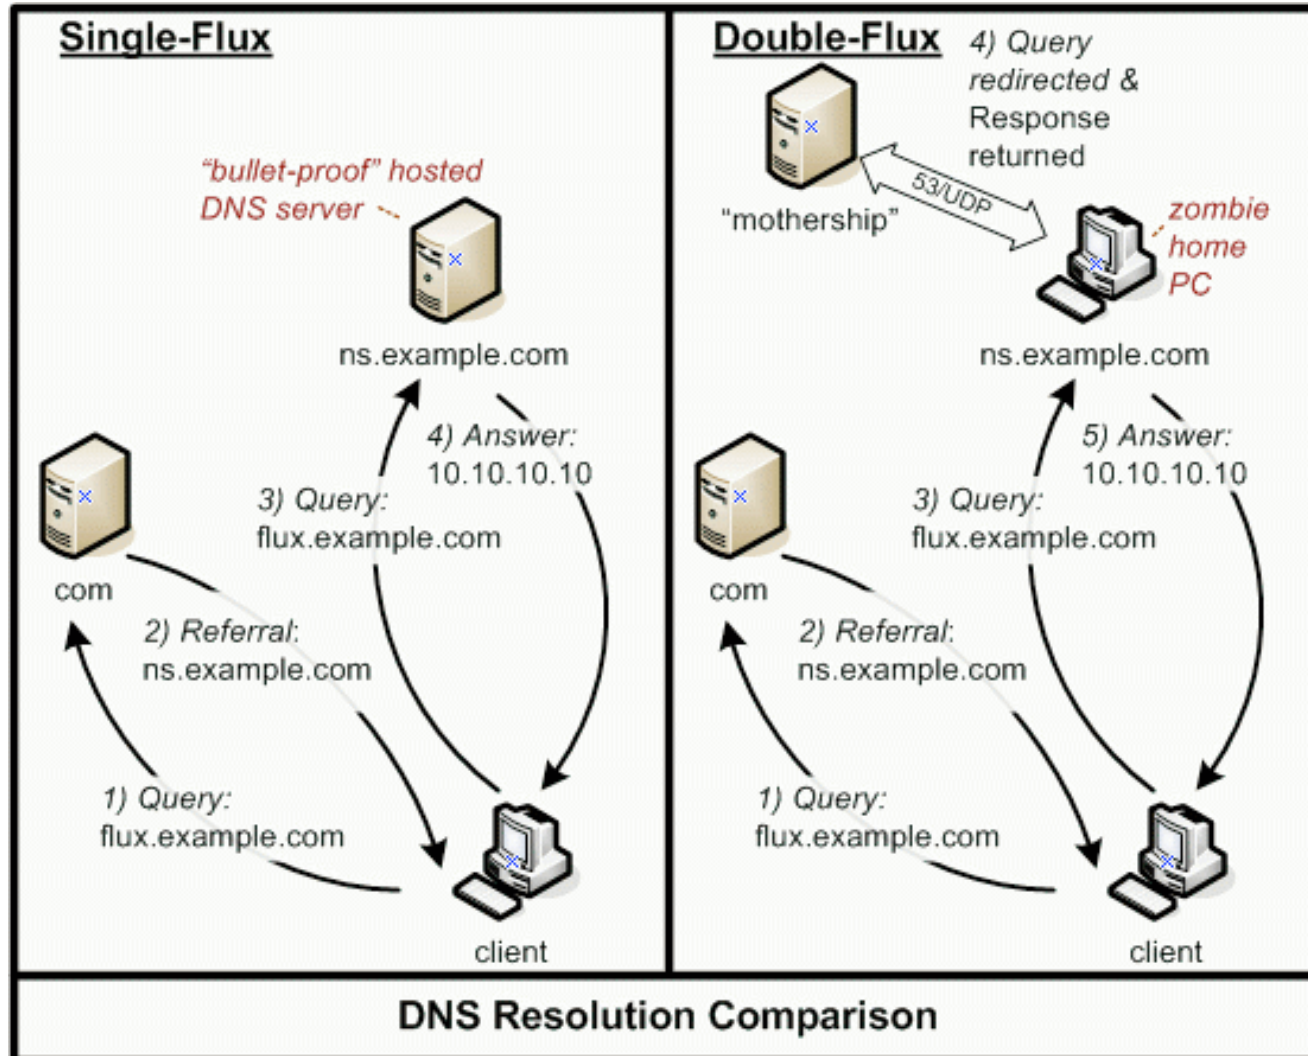 Single-Flux
"bullet-proof" hosted
DNS server
ns.example.com
4) Answer:
10.10.10.10
3) Query:
flux.example.com
com
2) Referral:
ns.example.com
1) Query:
flux.example.com
client
Double-Flux
4) Query
redirected &
Response
returned
53/UDP
"mothership"
zombie
home
PC
ns.example.com
5) Answer:
10.10.10.10
3) Query:
flux.example.com
com
2) Referral:
ns.example.com
1) Query:
flux.example.com
client
DNS Resolution Comparison